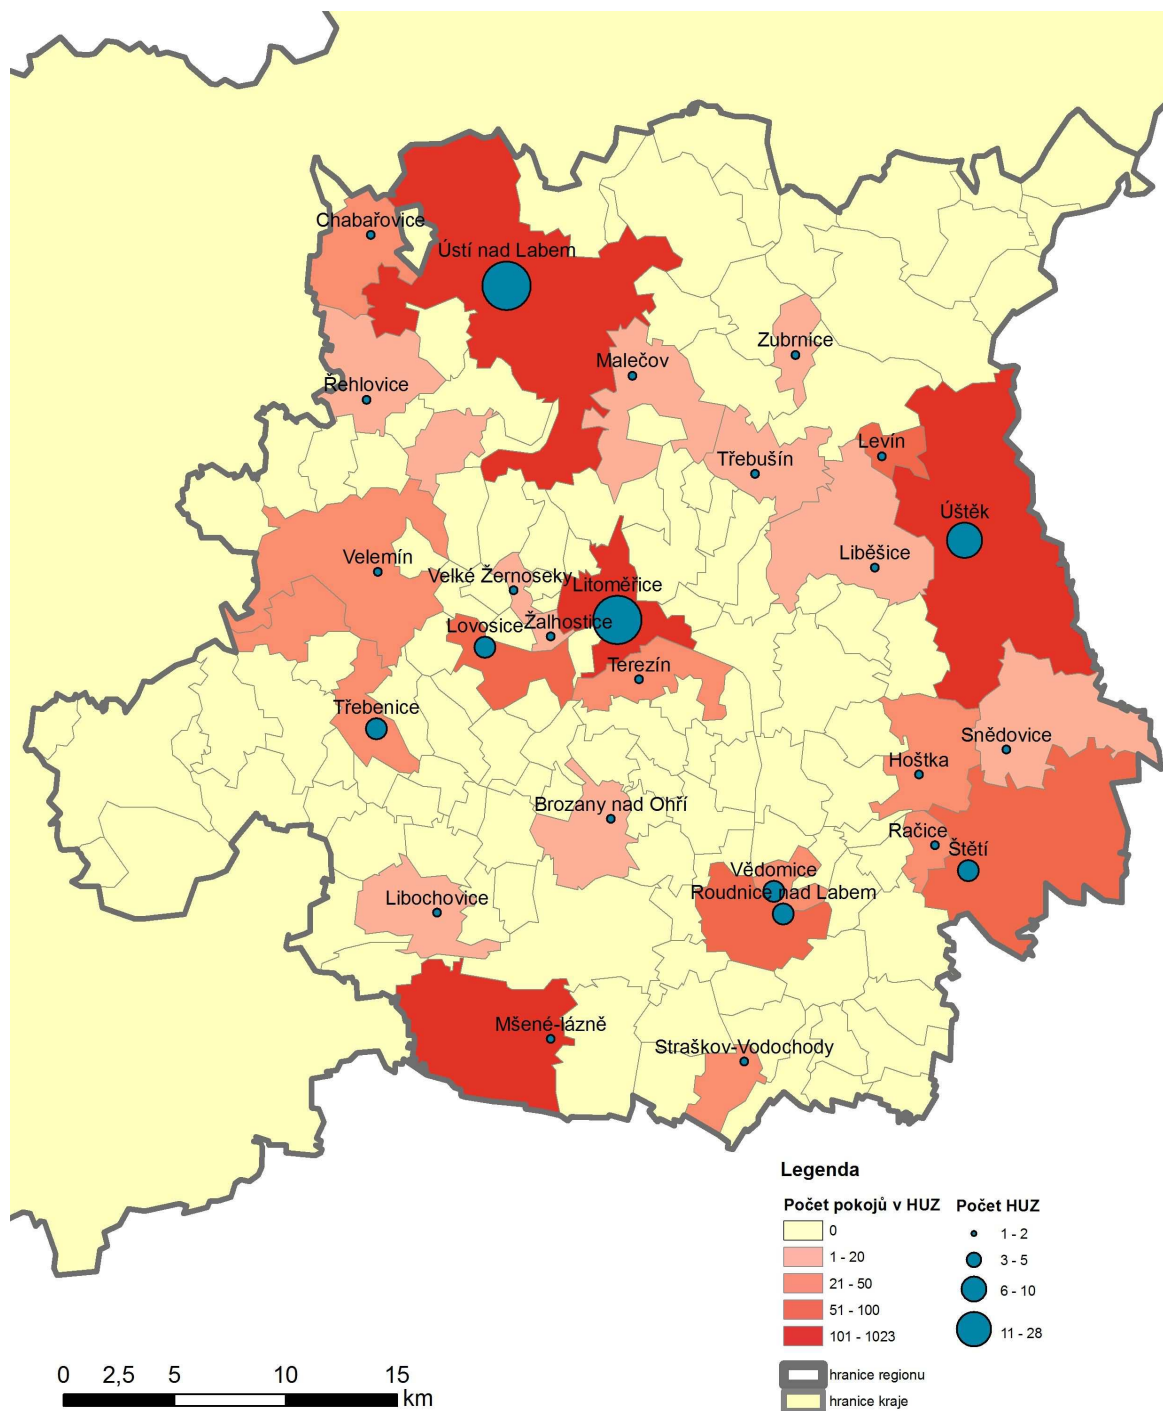 Chabařovice
Ústí nad Labem
Zubrnice
Malečov
Řehlovice
Levín
Třebušín
Úštěk
Velemín
Liběšice
Velké Žernoseky
Litoměřice
Lovosice
Žalhostice
Terezín
Třebenice
Snědovice
Hoštka
Brozany nad Ohří
Račice
Štětí
Vědomice
Roudnice nad Labem
Libochovice
Mšené-lázně
Straškov-Vodochody
Legenda
Počet pokojů v HUZ
0
1 - 20
21 - 50
51 - 100
101 - 1023
Počet HUZ
1 - 2
3 - 5
6 - 10
11 - 28
hranice regionu
hranice kraje
0 2,5 5 10 15
km